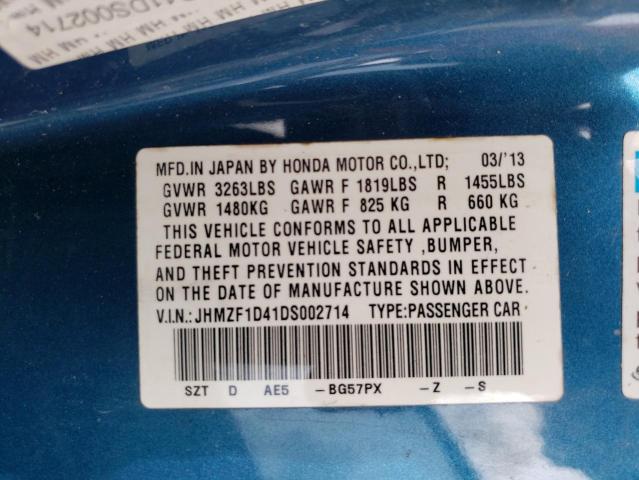 41DS002714
MFD.IN JAPAN BY HONDA MOTOR CO.,LTD; 03/'13
GVWR 3263LBS GAWR F 1819LBS R 1455LBS
GVWR 1480KG GAWR F 825 KG R 660 KG
THIS VEHICLE CONFORMS TO ALL APPLICABLE
FEDERAL MOTOR VEHICLE SAFETY ,BUMPER,
AND THEFT PREVENTION STANDARDS IN EFFECT
ON THE DATE OF MANUFACTURE SHOWN ABOVE.
V.I.N.: JHMZF1D41DS002714 TYPE:PASSENGER CAR
SZT D AE5 -BG57PX -Z -S